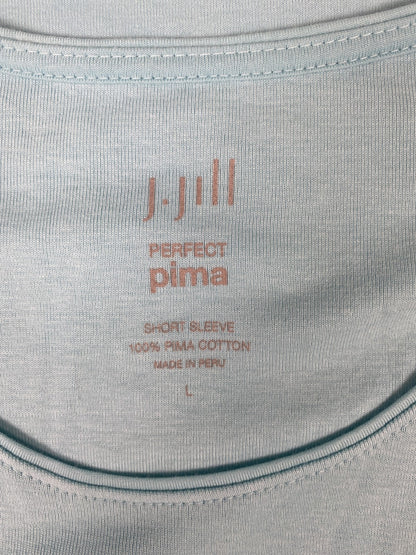 J.Jill
PERFECT
pima
SHORT SLEEVE
100% PIMA COTTON
MADE IN PERU
L